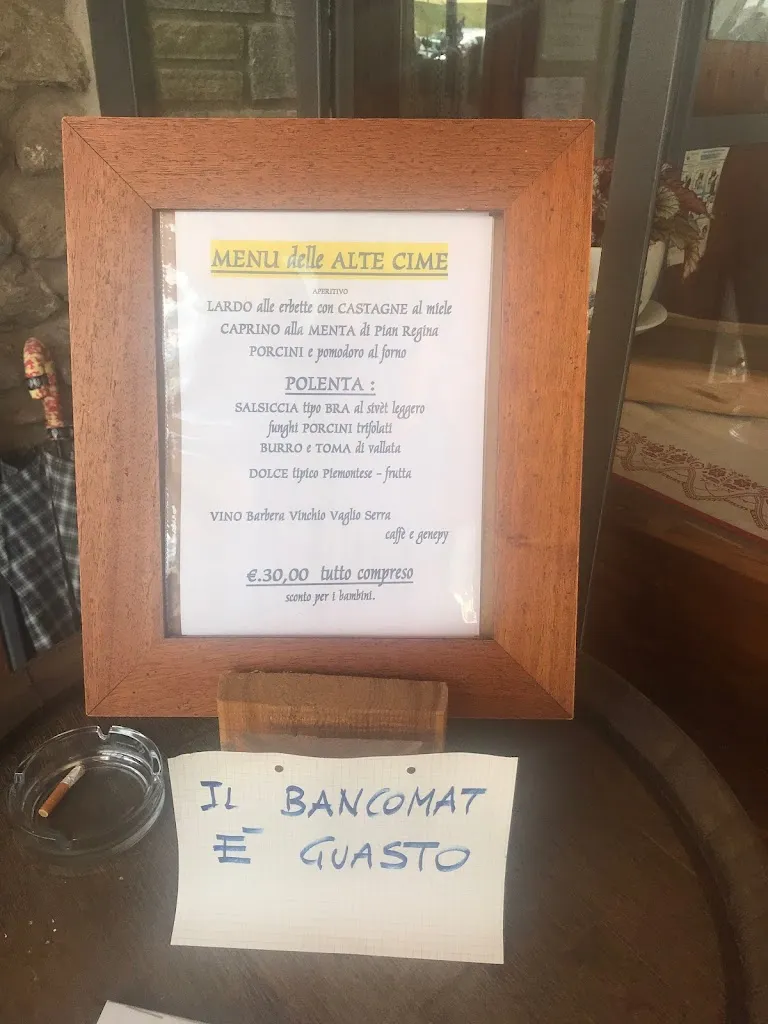 MENU delle ALTE CIME
APERITIVO
LARDO alle erbette con CASTAGNE al miele
CAPRINO alla MENTA di Pian Regina
PORCINI e pomodoro al forno
POLENTA :
SALSICCIA tipo BRA al sivèt leggero
funghi PORCINI trifolati
BURRO e TOMA di vallata
DOLCE tipico Piemontese - frutta
VINO Barbera Vinchio Vaglio Serra
caffè e genepy
€.30,00 tutto compreso
sconto per i bambini.
IL BANCOMAT
È GUASTO